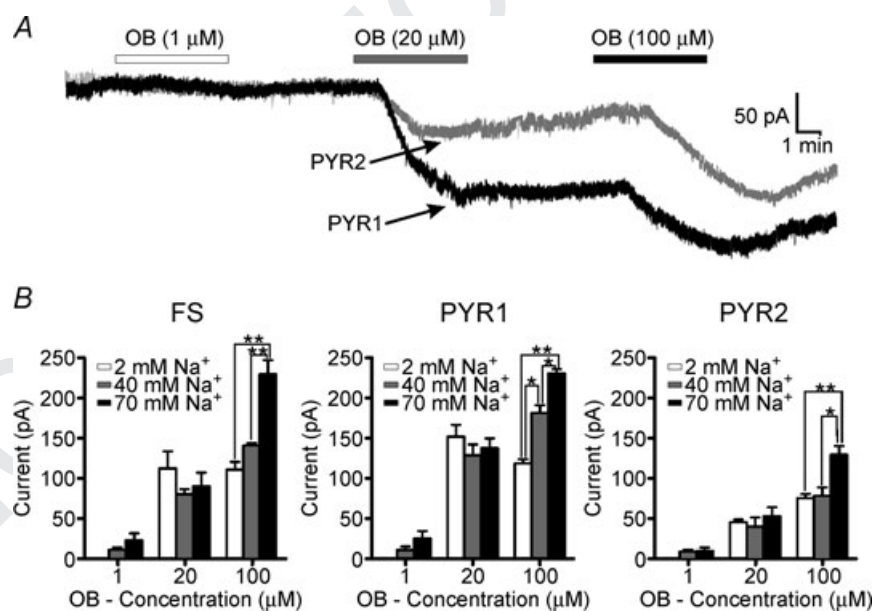 A
OB (1 µM) OB (20 µM) OB (100 µM)
50 pA
1 min
PYR2
PYR1
B
FS PYR1 PYR2
250 ** ** 250 ** * * 250
2 mM Na⁺ 2 mM Na⁺ 2 mM Na⁺
200 40 mM Na⁺ 200 40 mM Na⁺ 200 40 mM Na⁺ **
70 mM Na⁺ 70 mM Na⁺ 70 mM Na⁺ *
150 150 150
100 100 100
50 50 50
0 0 0
Current (pA) Current (pA) Current (pA)
1 20 100 1 20 100 1 20 100
OB - Concentration (µM) OB - Concentration (µM) OB - Concentration (µM)